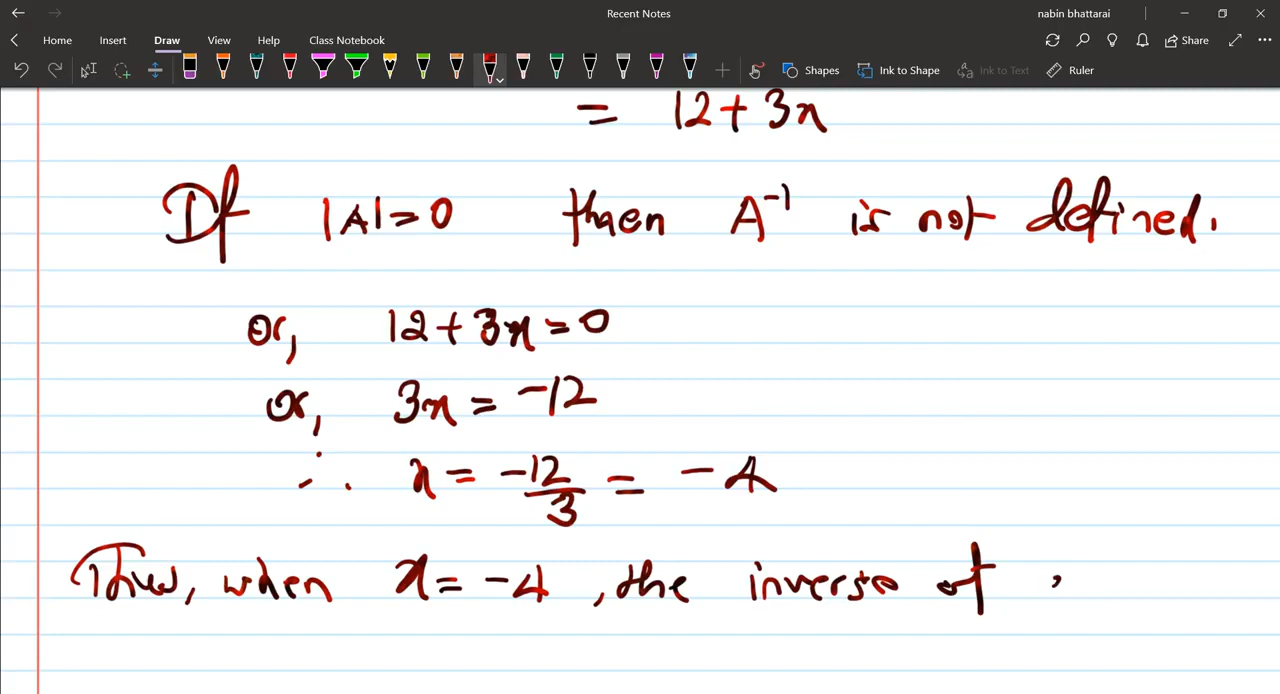 Recent Notes
nabin bhattarai
Home Insert Draw View Help Class Notebook
Share
Shapes Ink to Shape Ink to Text Ruler
= 12 + 3x
If |A| = 0 then A⁻¹ is not defined.
or, 12 + 3x = 0
or, 3x = -12
∴ x = -12/3 = -4
Thus, when x = -4, the inverse of